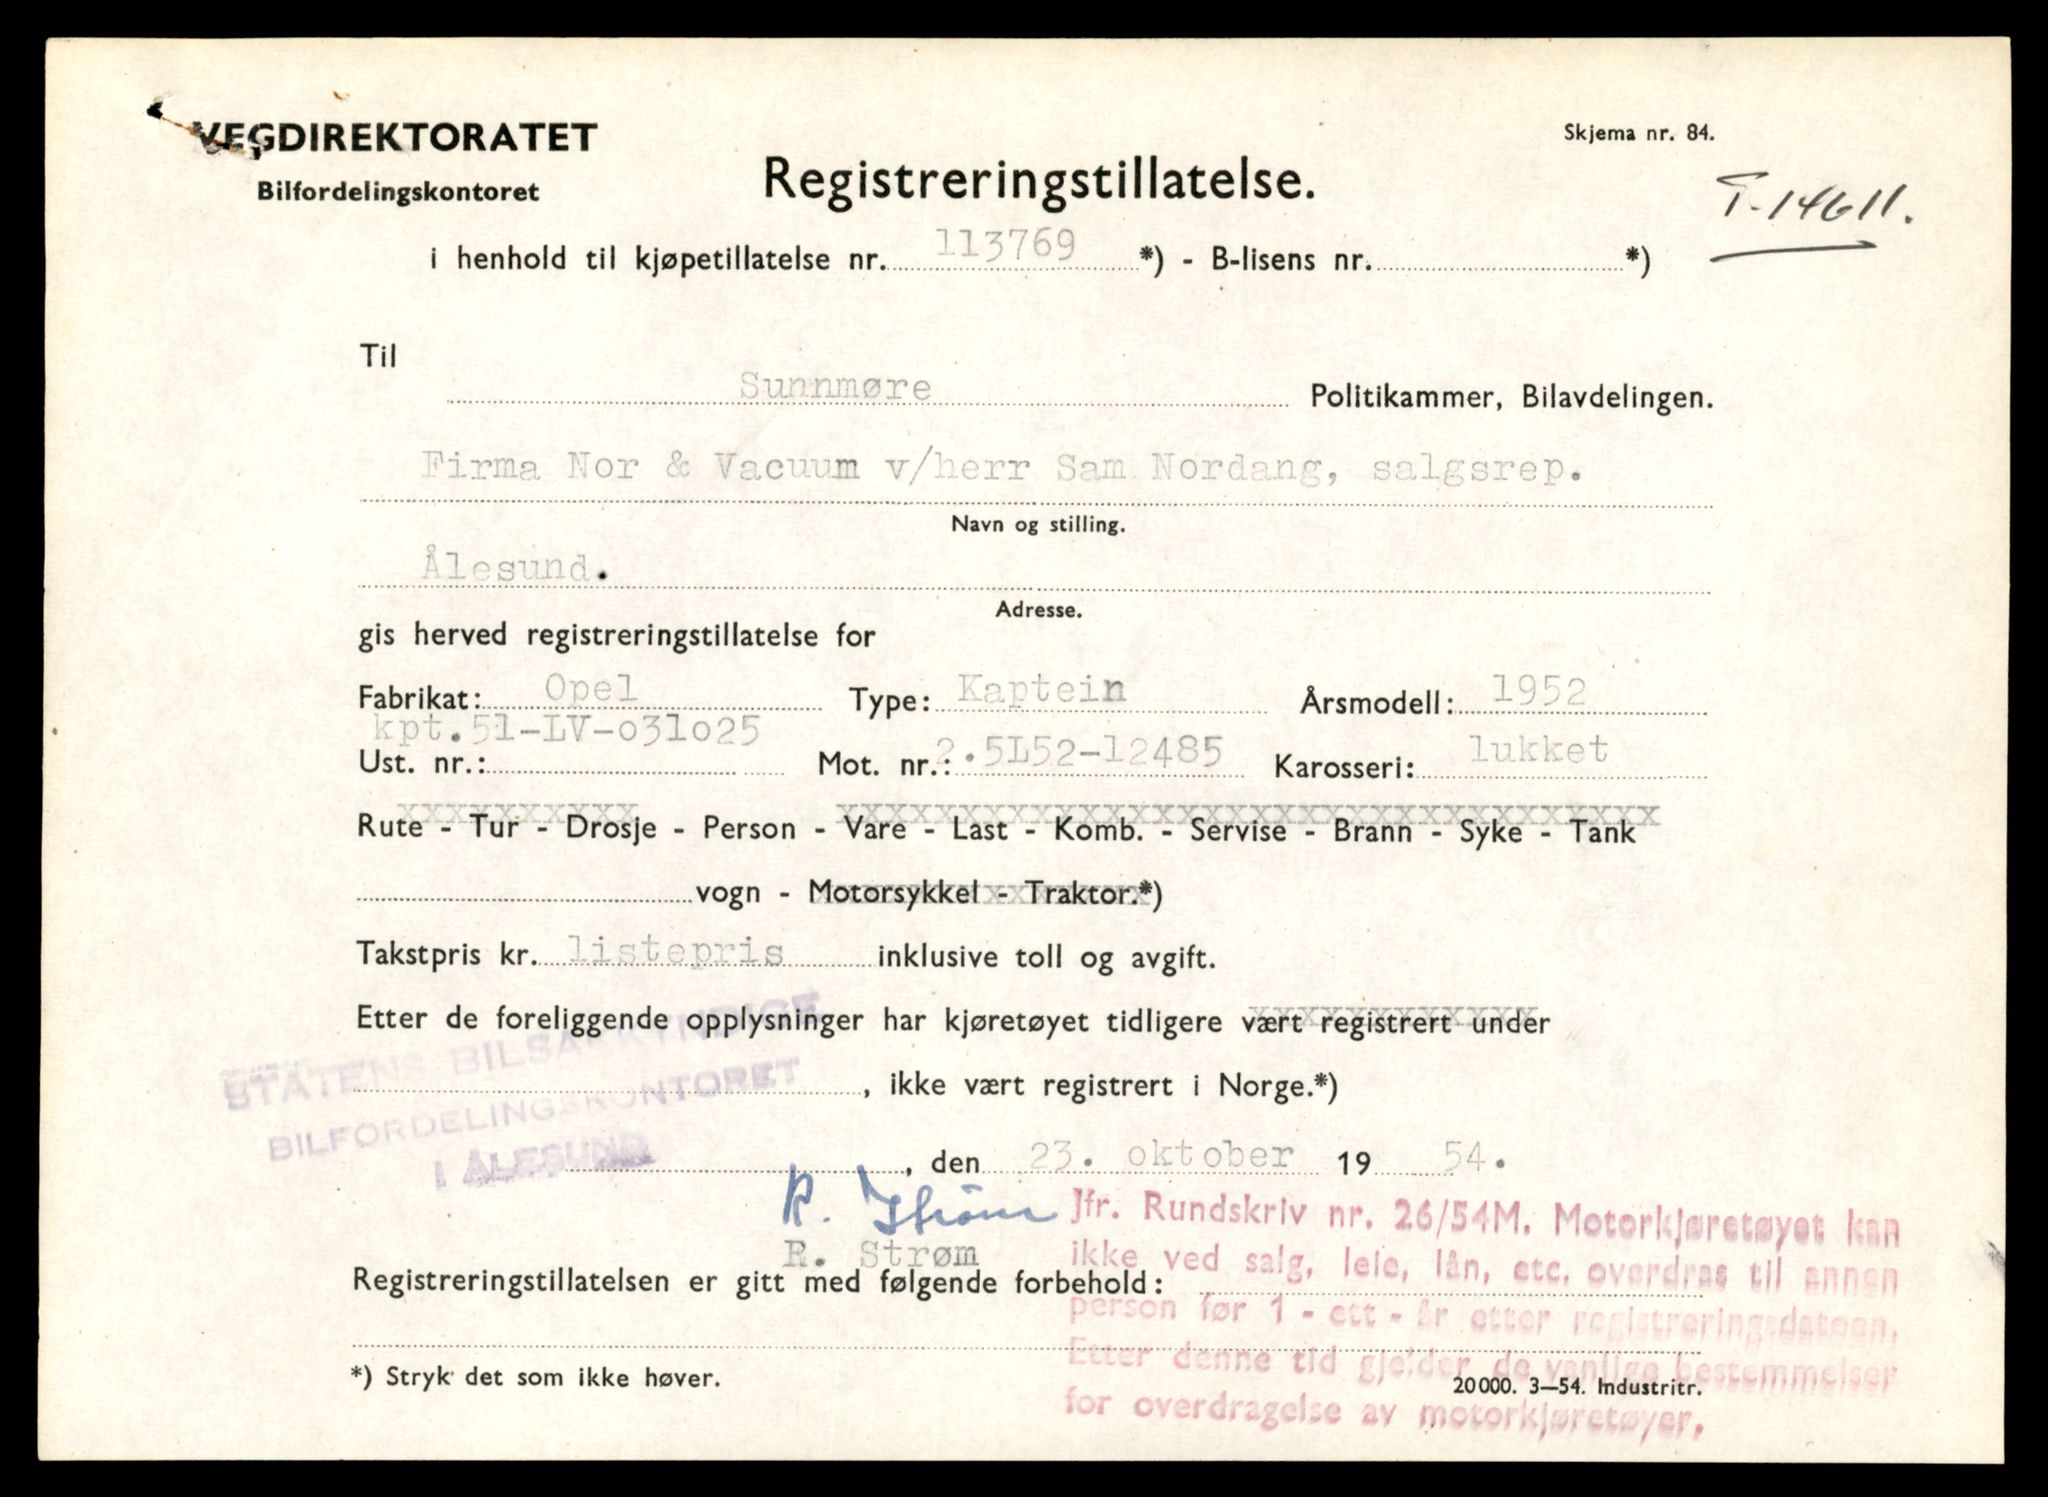 VEGDIREKTORATET
Bilfordelingskontoret
Skjema nr. 84.
Registreringstillatelse.
T-14611.
i henhold til kjøpetillatelse nr. 113769 *) - B-lisens nr. *)
Til
Sunnmøre Politikammer, Bilavdelingen.
Firma Nor & Vacuum v/herr Sam Nordang, salgsrep.
Navn og stilling.
Ålesund.
Adresse.
gis herved registreringstillatelse for
Fabrikat: Opel Type: Kaptein Årsmodell: 1952
kpt.51-LV-031025
Ust. nr.: Mot. nr.: 2.5L52-12485 Karosseri: lukket
xxxxxxxxxx xxxxxxxxxxxxxxxxxxxxxxxxxxxxxxxxxx
Rute - Tur - Drosje - Person - Vare - Last - Komb. - Servise - Brann - Syke - Tank
vogn - Motorsykkel - Traktor.*)
Takstpris kr. listepris inklusive toll og avgift.
Etter de foreliggende opplysninger har kjøretøyet tidligere vært registrert under
, ikke vært registrert i Norge.*)
STATENS BILSAKKYNDIGE
BILFORDELINGSKONTORET
I ÅLESUND
, den 23. oktober 19 54.
R. Strøm
R. Strøm
Registreringstillatelsen er gitt med følgende forbehold:
Jfr. Rundskriv nr. 26/54M. Motorkjøretøyet kan
ikke ved salg, leie, lån, etc. overdras til annen
person før 1 - ett - år etter registreringsdatoen.
Etter denne tid gjelder de vanlige bestemmelser
for overdragelse av motorkjøretøyer.
*) Stryk det som ikke høver.
20000. 3—54. Industritr.